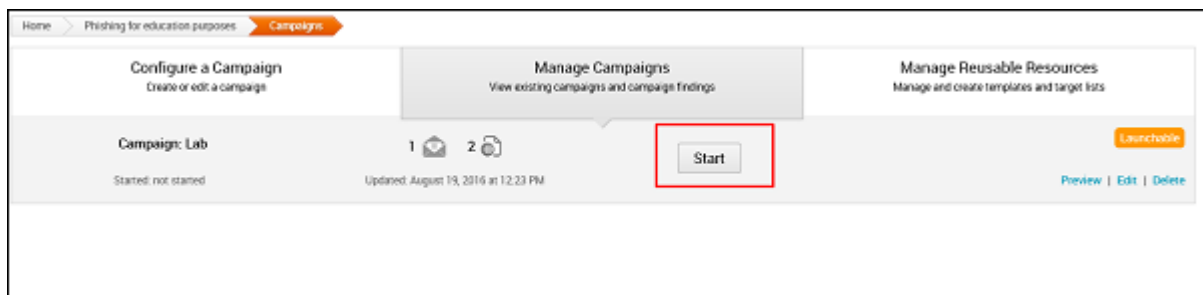 Home Phishing for education purposes Campaigns
Configure a Campaign
Create or edit a campaign
Manage Campaigns
View existing campaigns and campaign findings
Manage Reusable Resources
Manage and create templates and target lists
Campaign: Lab 1 2 Start Launchable
Started: not started Updated: August 19, 2016 at 12:23 PM Preview | Edit | Delete